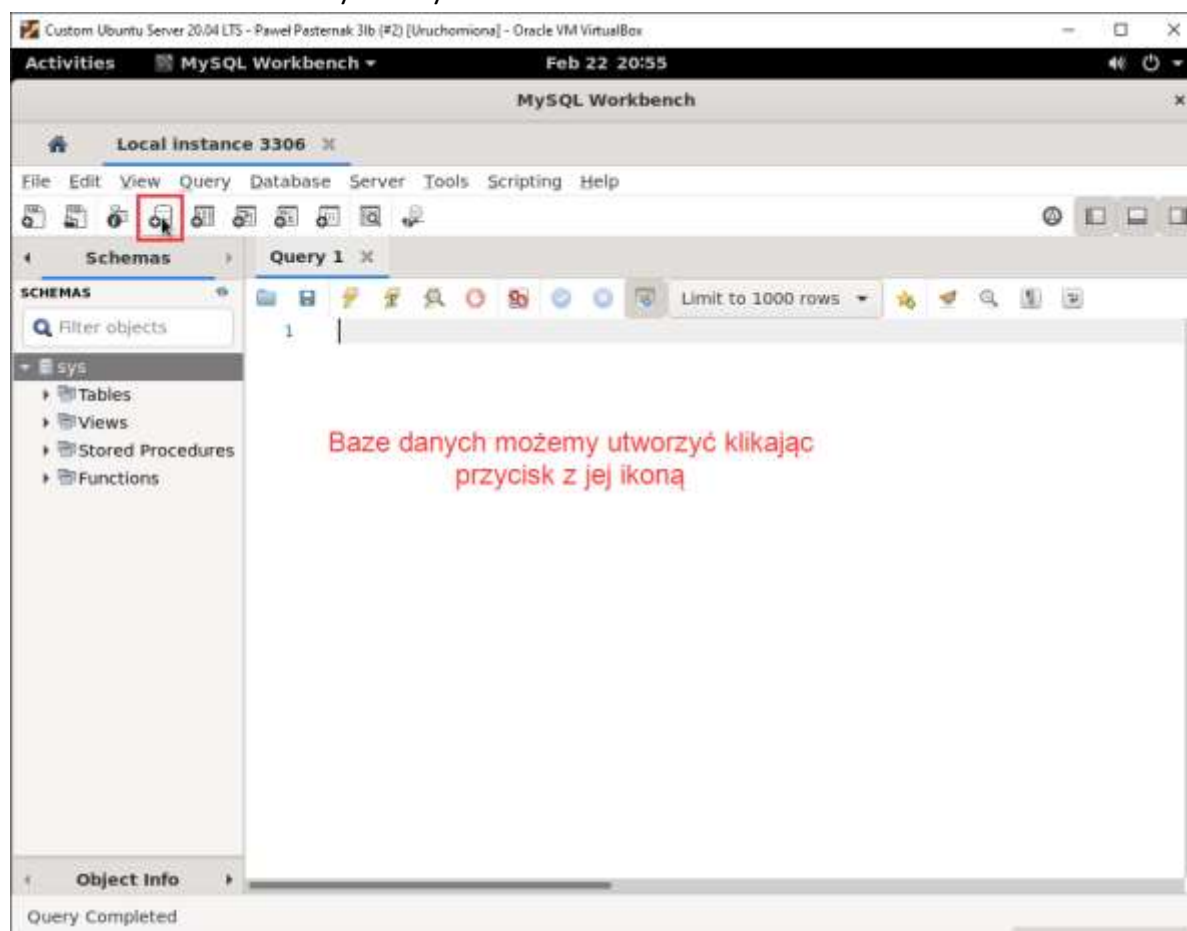 Custom Ubuntu Server 20.04 LTS - Paweł Pasternak 3lb (#2) [Uruchomiona] - Oracle VM VirtualBox
Activities MySQL Workbench Feb 22 20:55
MySQL Workbench
Local instance 3306
File Edit View Query Database Server Tools Scripting Help
Schemas Query 1
SCHEMAS
Limit to 1000 rows
Filter objects
1
sys
Tables
Views
Stored Procedures
Functions
Baze danych możemy utworzyć klikając
przycisk z jej ikoną
Object Info
Query Completed